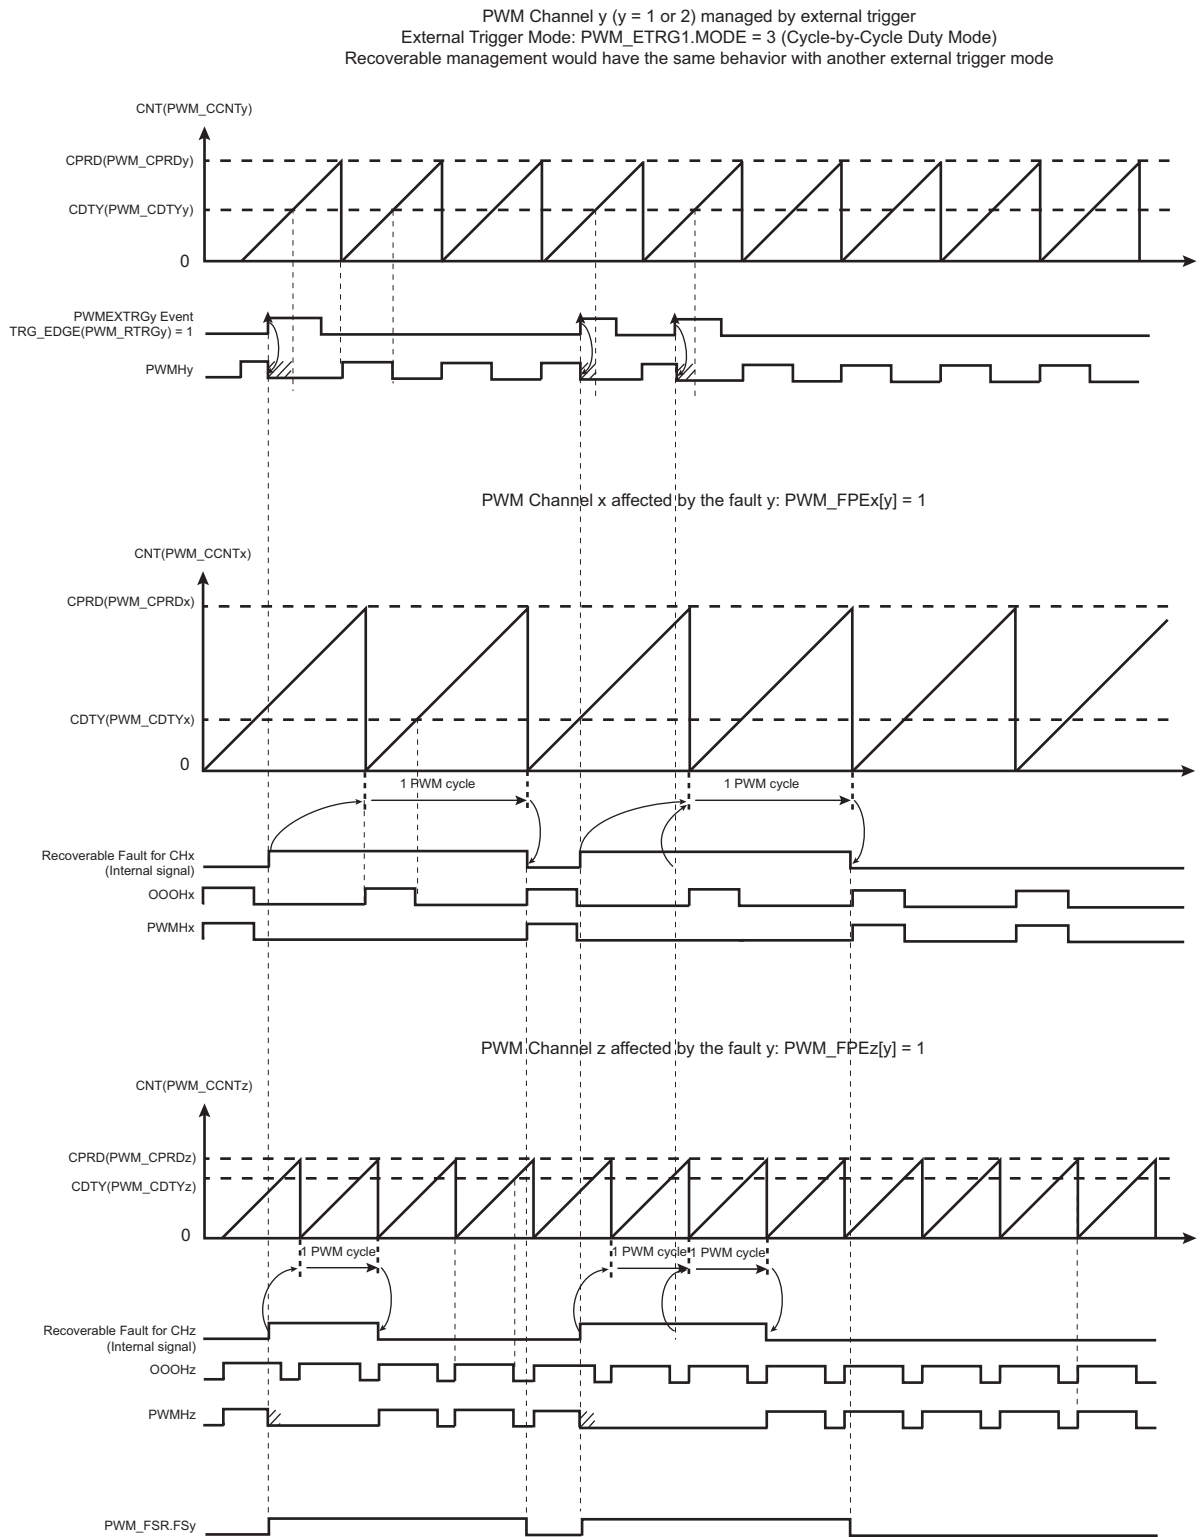 PWM Channel y (y = 1 or 2) managed by external trigger
External Trigger Mode: PWM_ETRG1.MODE = 3 (Cycle-by-Cycle Duty Mode)
Recoverable management would have the same behavior with another external trigger mode
CNT(PWM_CCNTy)
CPRD(PWM_CPRDy)
CDTY(PWM_CDTYy)
0
PWMEXTRGy Event
TRG_EDGE(PWM_RTRGy) = 1
PWMHy
PWM Channel x affected by the fault y: PWM_FPEx[y] = 1
CNT(PWM_CCNTx)
CPRD(PWM_CPRDx)
CDTY(PWM_CDTYx)
0
1 PWM cycle
1 PWM cycle
Recoverable Fault for CHx
(Internal signal)
OOOHx
PWMHx
PWM Channel z affected by the fault y: PWM_FPEz[y] = 1
CNT(PWM_CCNTz)
CPRD(PWM_CPRDz)
CDTY(PWM_CDTYz)
0
1 PWM cycle
1 PWM cycle
1 PWM cycle
Recoverable Fault for CHz
(Internal signal)
OOOHz
PWMHz
PWM_FSR.FSy